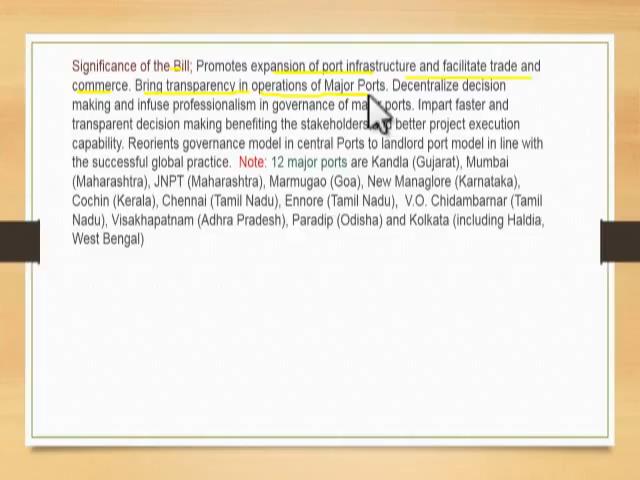 Significance of the Bill; Promotes expansion of port infrastructure and facilitate trade and
commerce. Bring transparency in operations of Major Ports. Decentralize decision
making and infuse professionalism in governance of major ports. Impart faster and
transparent decision making benefiting the stakeholders and better project execution
capability. Reorients governance model in central Ports to landlord port model in line with
the successful global practice. Note: 12 major ports are Kandla (Gujarat), Mumbai
(Maharashtra), JNPT (Maharashtra), Marmugao (Goa), New Managlore (Karnataka),
Cochin (Kerala), Chennai (Tamil Nadu), Ennore (Tamil Nadu), V.O. Chidambarnar (Tamil
Nadu), Visakhapatnam (Adhra Pradesh), Paradip (Odisha) and Kolkata (including Haldia,
West Bengal)